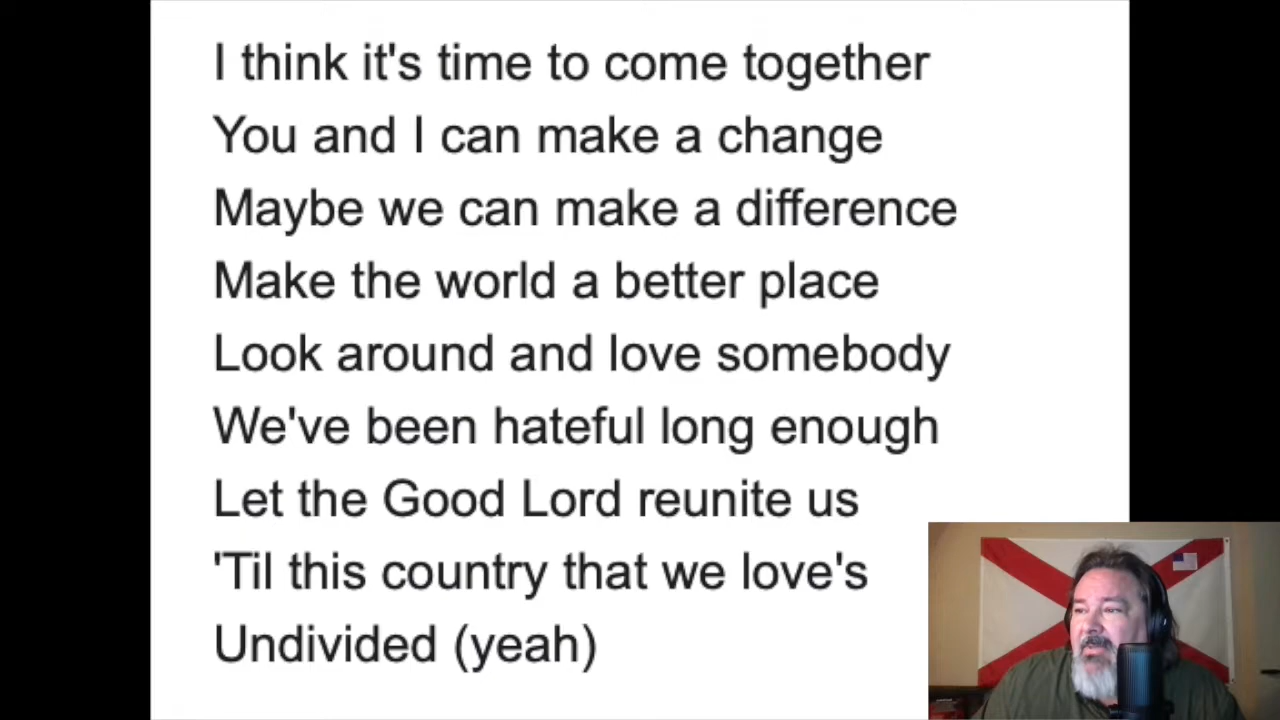 I think it's time to come together
You and I can make a change
Maybe we can make a difference
Make the world a better place
Look around and love somebody
We've been hateful long enough
Let the Good Lord reunite us
'Til this country that we love's
Undivided (yeah)